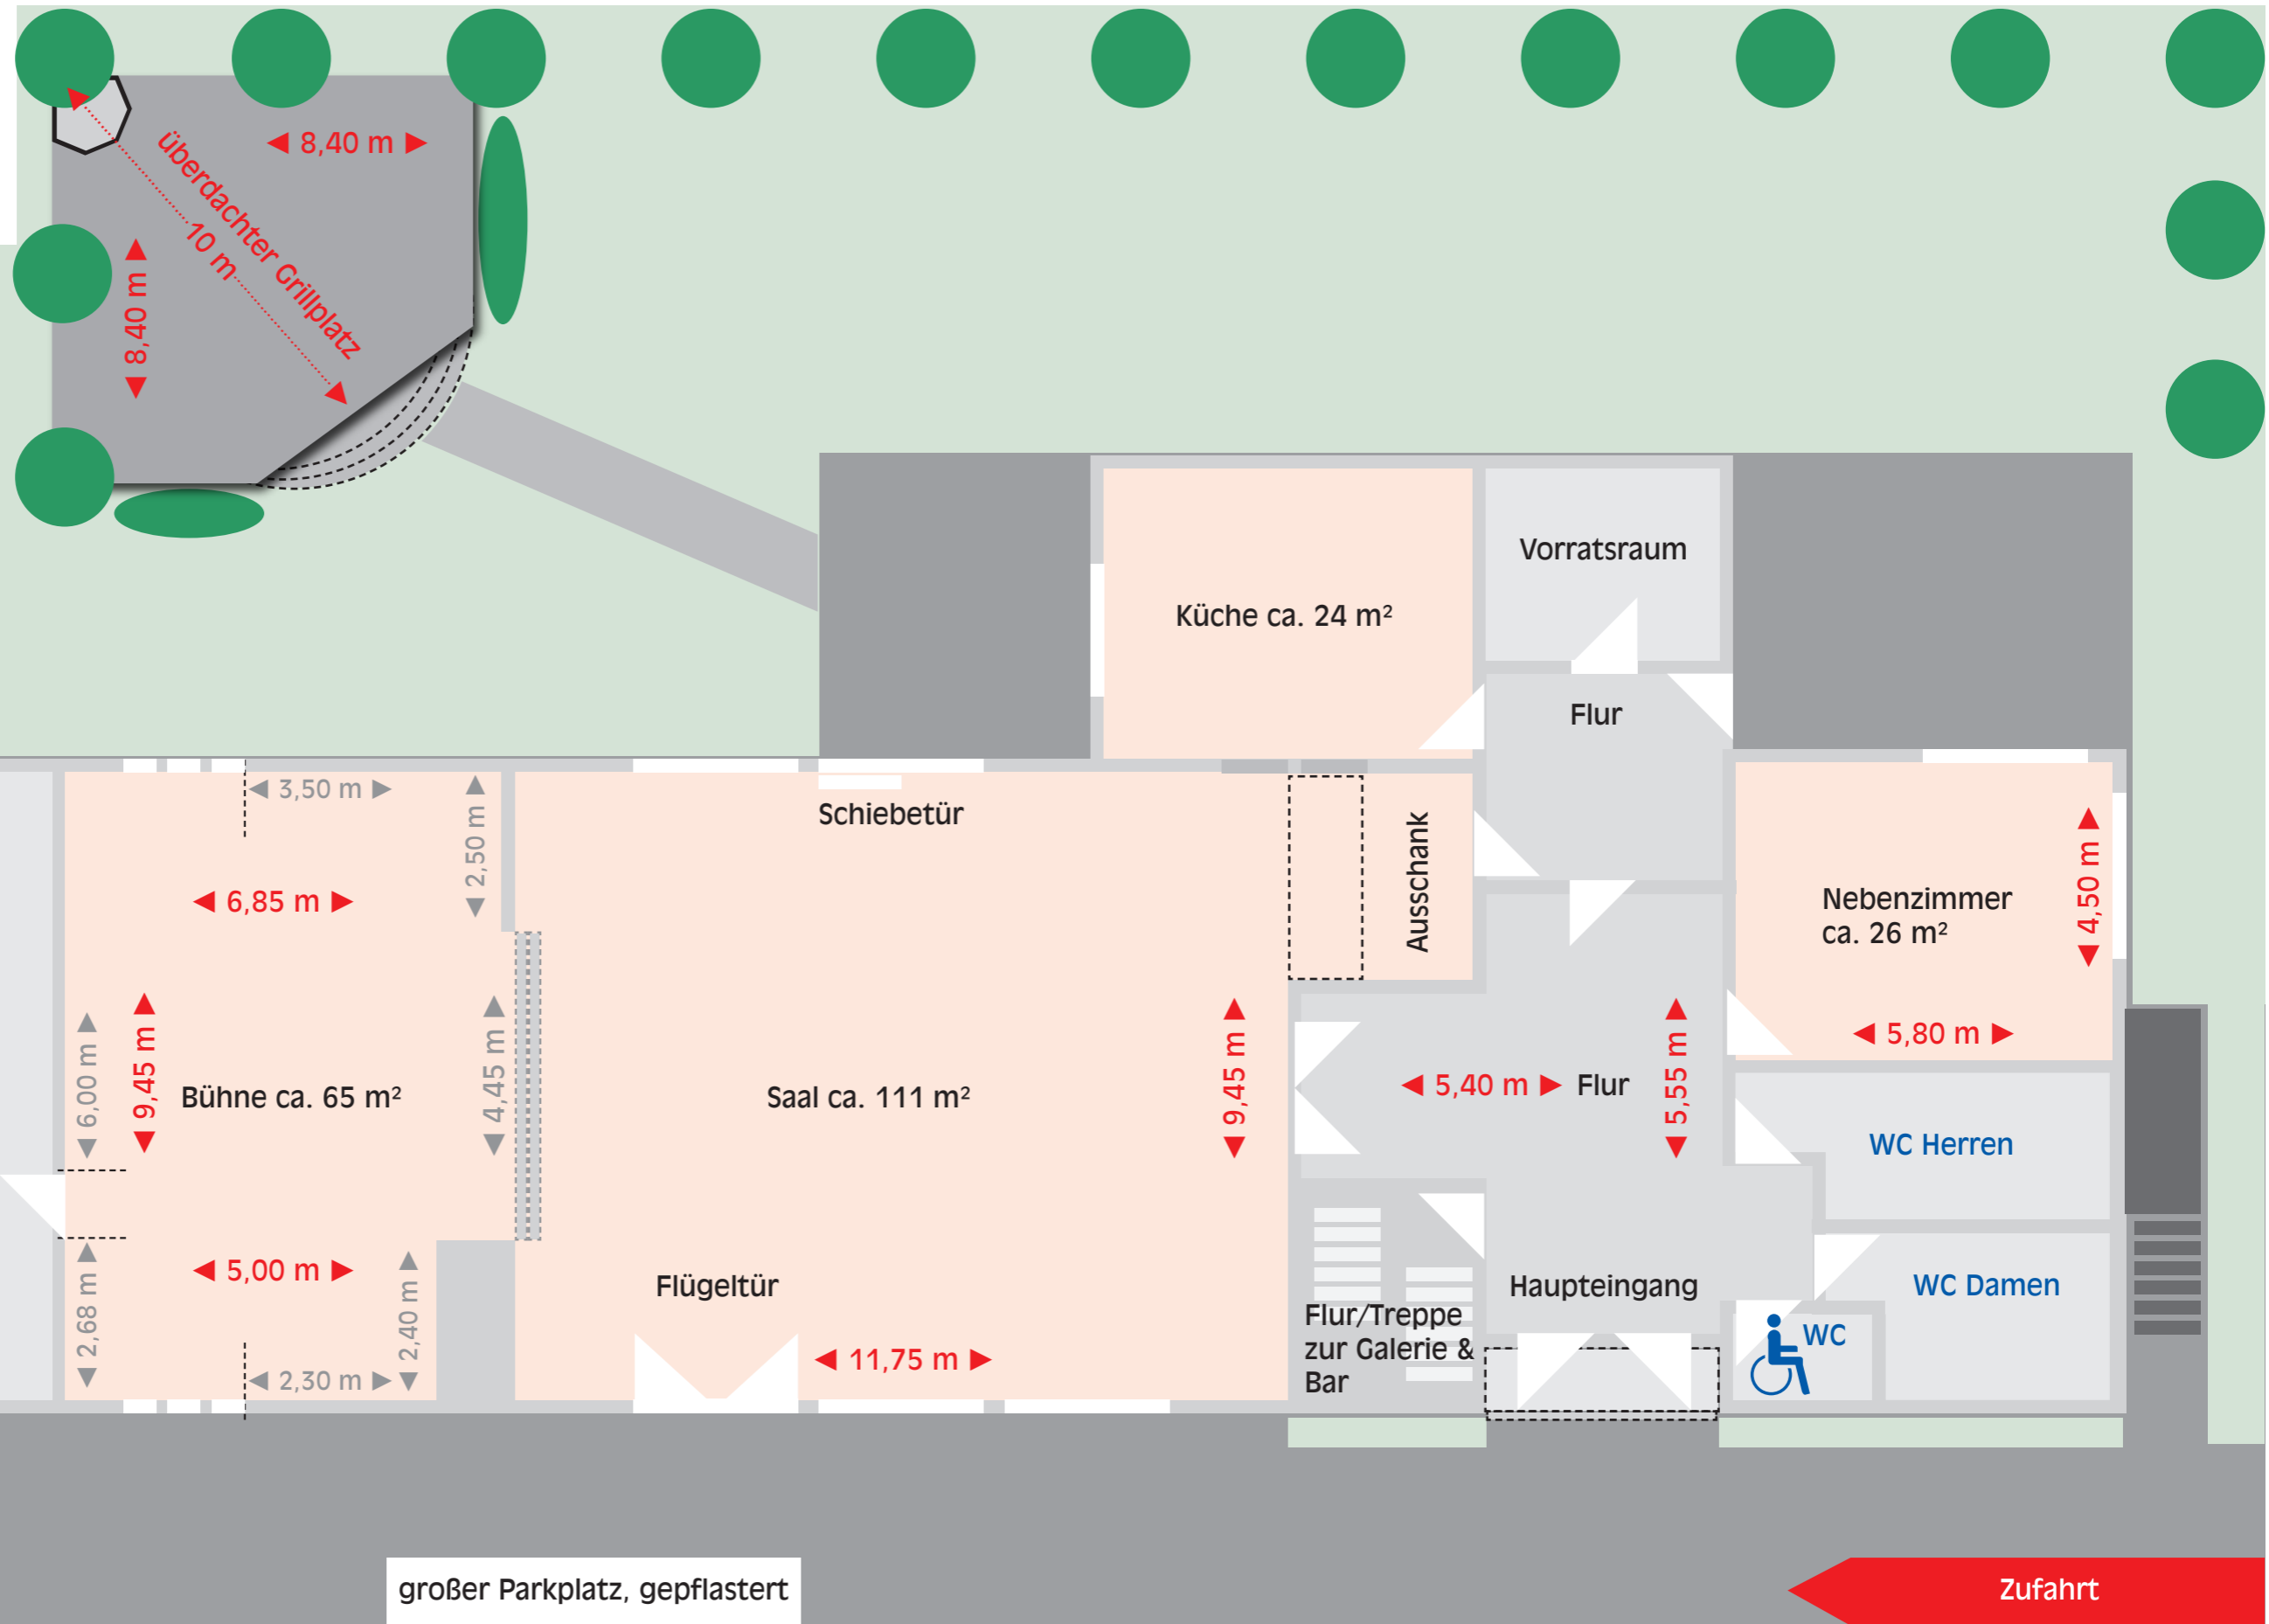 8,40 m
überdachter Grillplatz
10 m
8,40 m
Vorratsraum
Küche ca. 24 m²
Flur
3,50 m
2,50 m
Schiebetür
6,85 m
Ausschank
Nebenzimmer
ca. 26 m²
4,50 m
5,80 m
6,00 m
9,45 m
Bühne ca. 65 m²
4,45 m
Saal ca. 111 m²
9,45 m
5,40 m
Flur
5,55 m
WC Herren
5,00 m
2,68 m
2,40 m
2,30 m
Flügeltür
11,75 m
Flur/Treppe
zur Galerie &
Bar
Haupteingang
WC Damen
WC
großer Parkplatz, gepflastert
Zufahrt